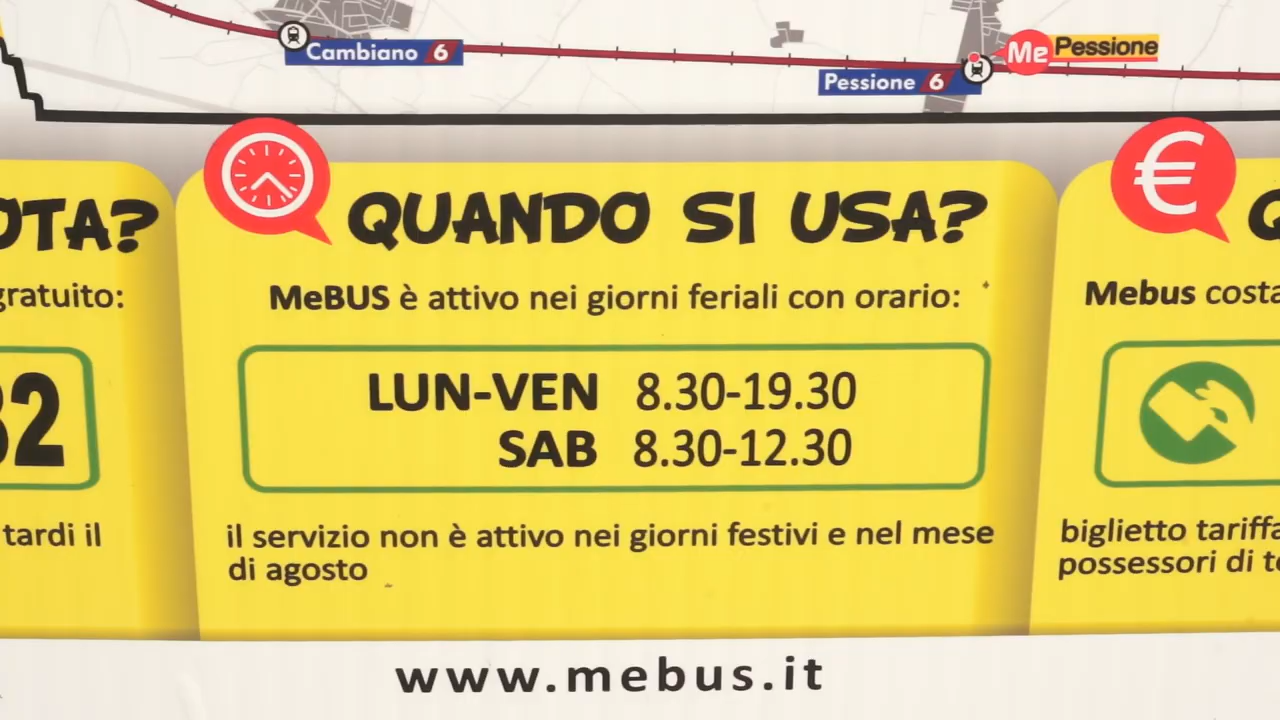 Cambiano 6
Me Pessione
Pessione 6
OTA?
gratuito:
32
tardi il
QUANDO SI USA?
MeBUS è attivo nei giorni feriali con orario:
LUN-VEN 8.30-19.30
SAB 8.30-12.30
il servizio non è attivo nei giorni festivi e nel mese
di agosto
€ Q
Mebus costa
biglietto tariffa
possessori di te
www.mebus.it